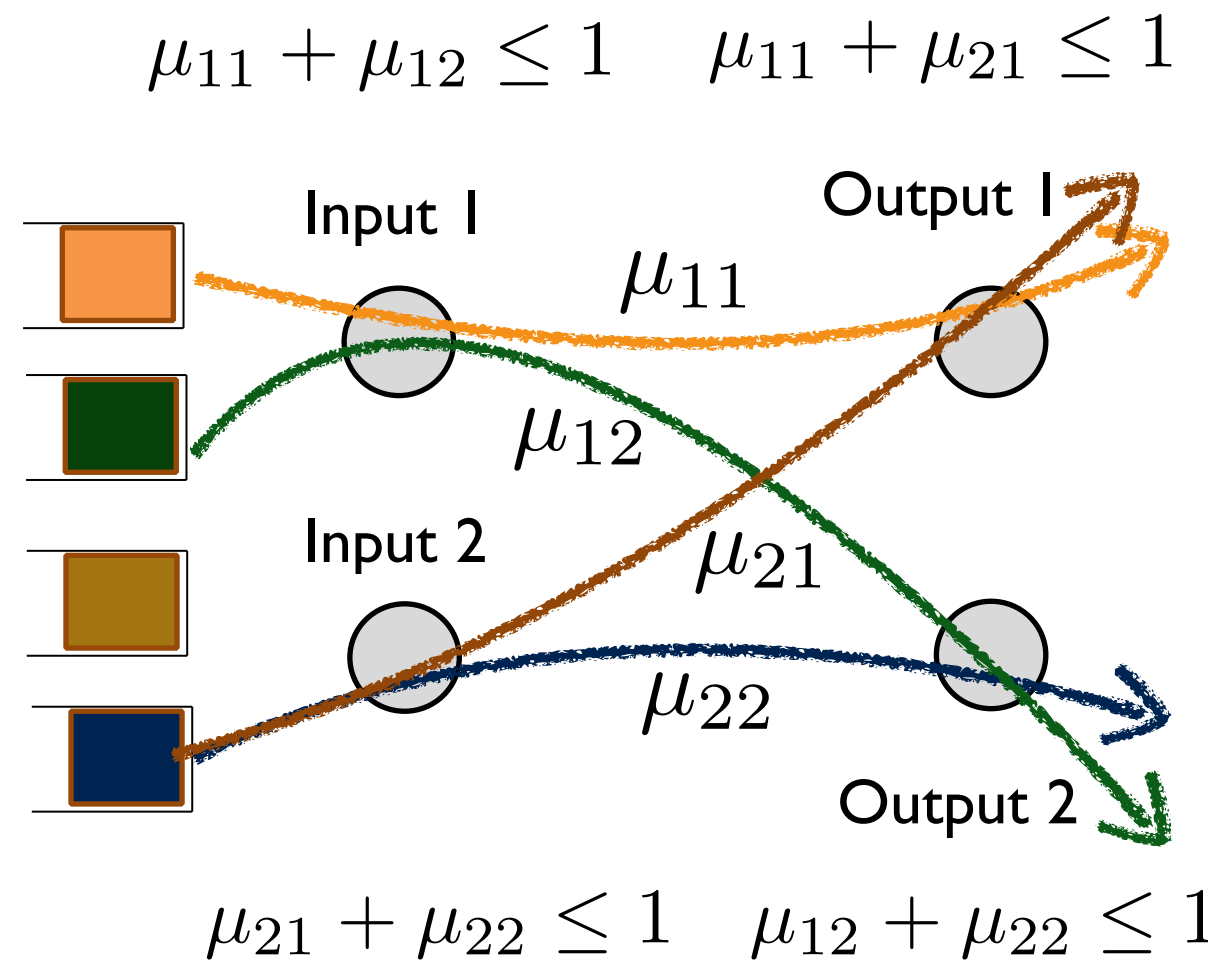 μ₁₁ + μ₁₂ ≤ 1
μ₁₁ + μ₂₁ ≤ 1
Input 1
Output 1
μ₁₁
μ₁₂
Input 2
μ₂₁
μ₂₂
Output 2
μ₂₁ + μ₂₂ ≤ 1
μ₁₂ + μ₂₂ ≤ 1